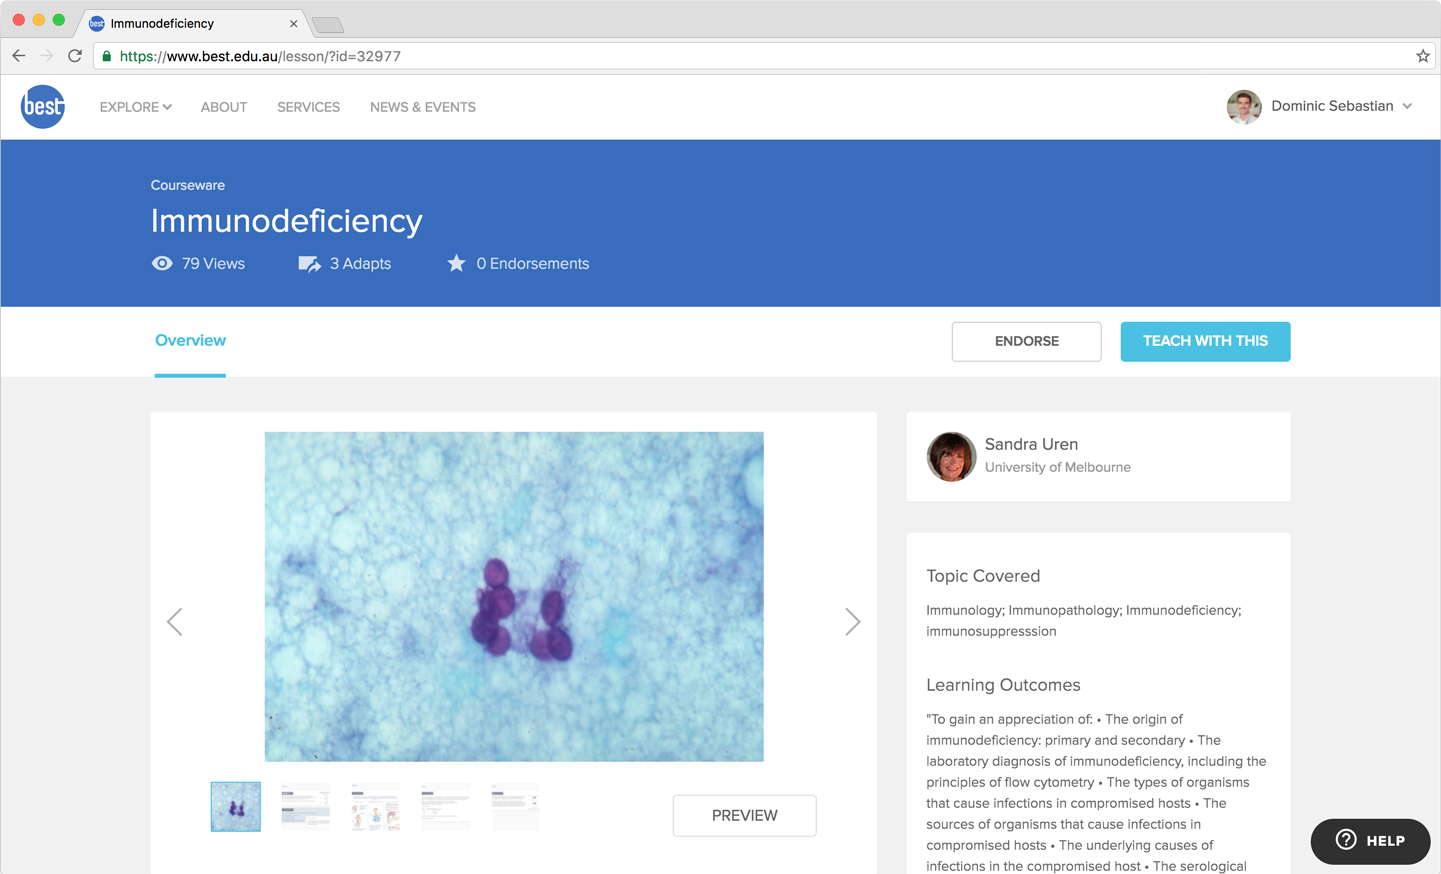 best Immunodeficiency
https://www.best.edu.au/lesson/?id=32977
best EXPLORE ABOUT SERVICES NEWS & EVENTS Dominic Sebastian
Courseware
Immunodeficiency
79 Views 3 Adapts 0 Endorsements
Overview ENDORSE TEACH WITH THIS
Sandra Uren
University of Melbourne
Topic Covered
Immunology; Immunopathology; Immunodeficiency;
immunosuppresssion
Learning Outcomes
"To gain an appreciation of: • The origin of
immunodeficiency: primary and secondary • The
laboratory diagnosis of immunodeficiency, including the
principles of flow cytometry • The types of organisms
that cause infections in compromised hosts • The
sources of organisms that cause infections in
compromised hosts • The underlying causes of
infections in the compromised host • The serological
PREVIEW
? HELP